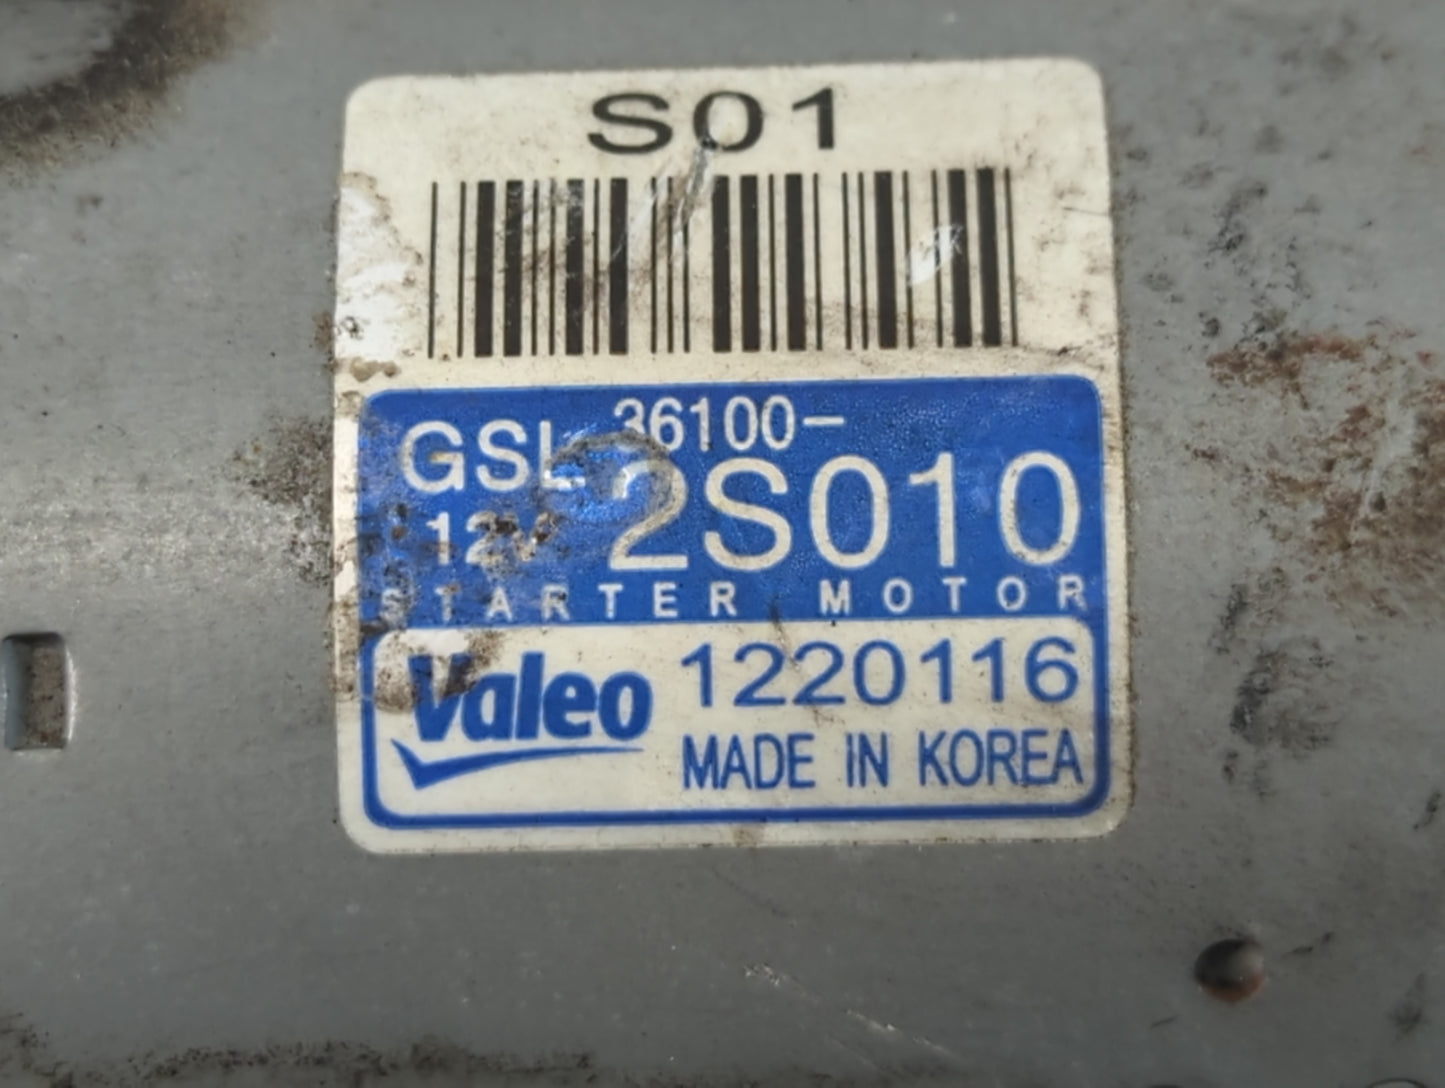 S01
GSL 36100-
12V 2S010
STARTER MOTOR
Valeo 1220116
MADE IN KOREA